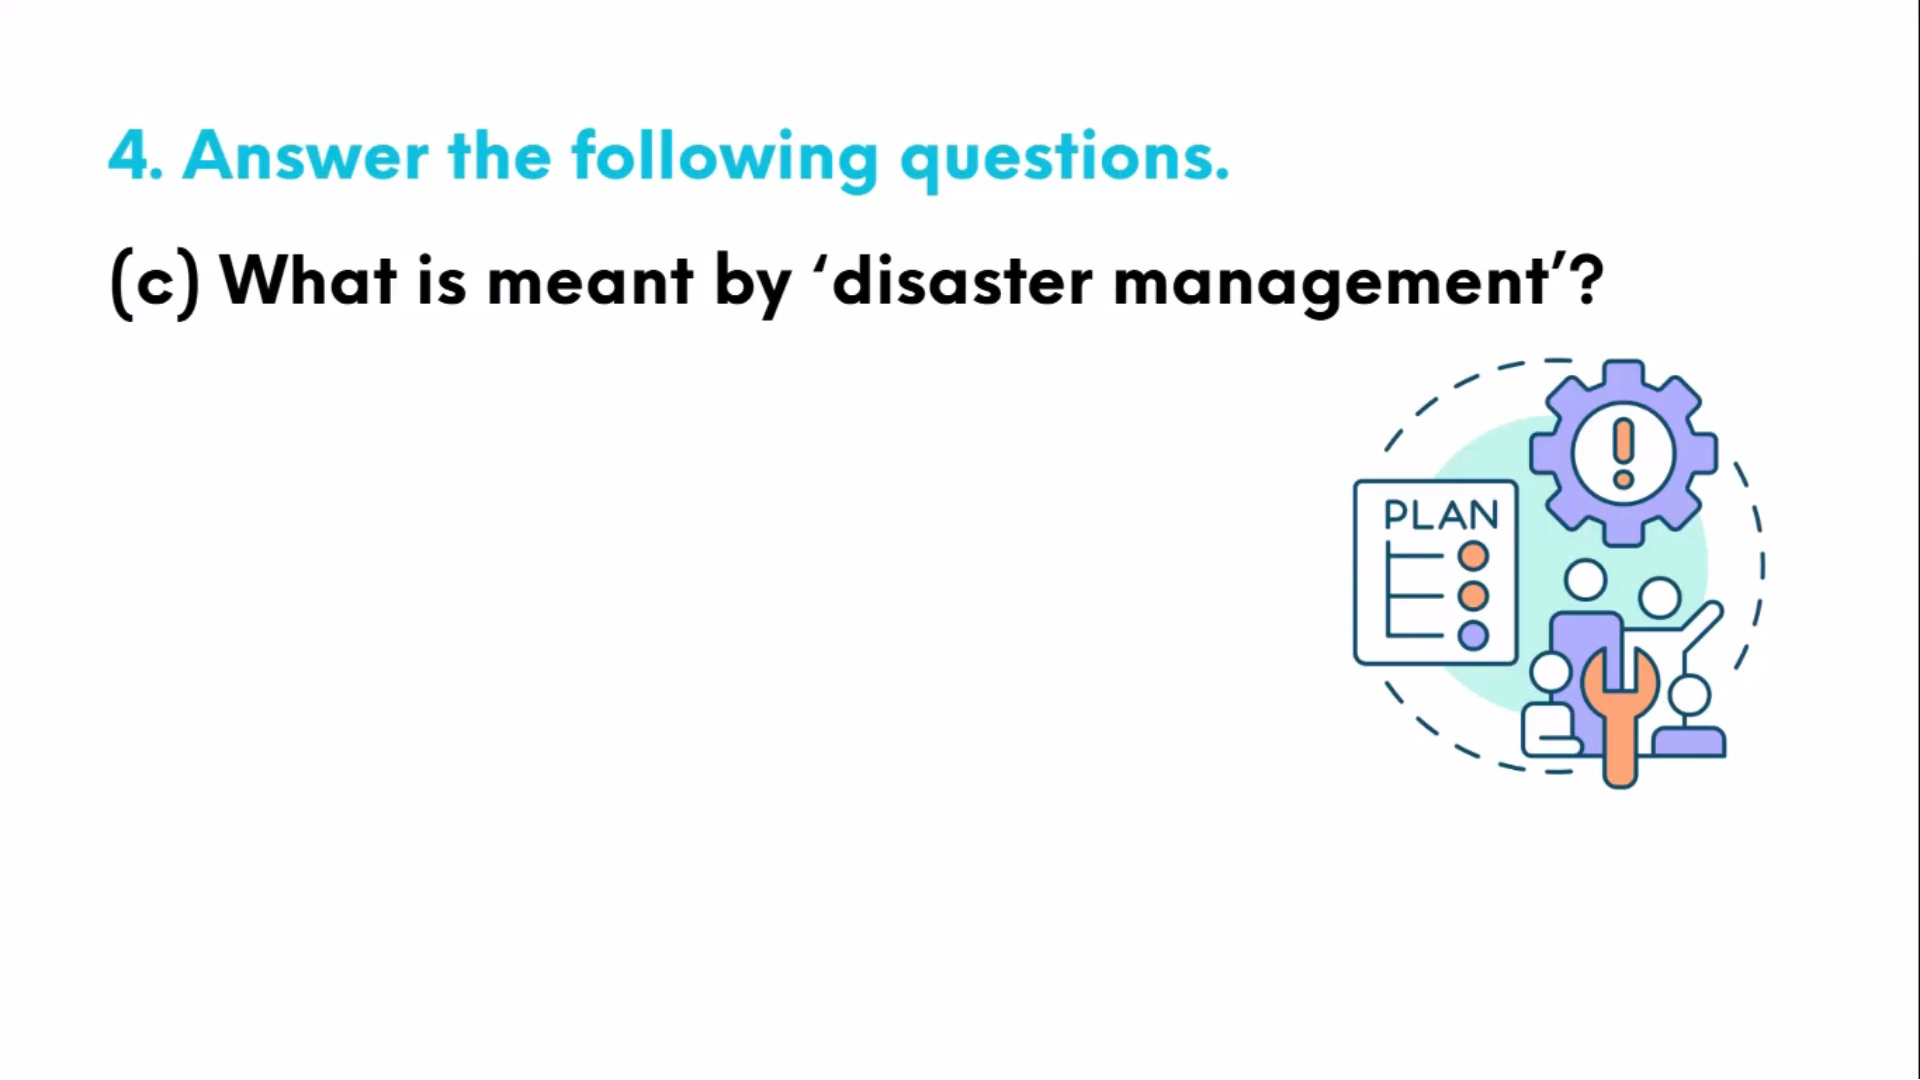 4. Answer the following questions.
(c) What is meant by ‘disaster management’?
PLAN